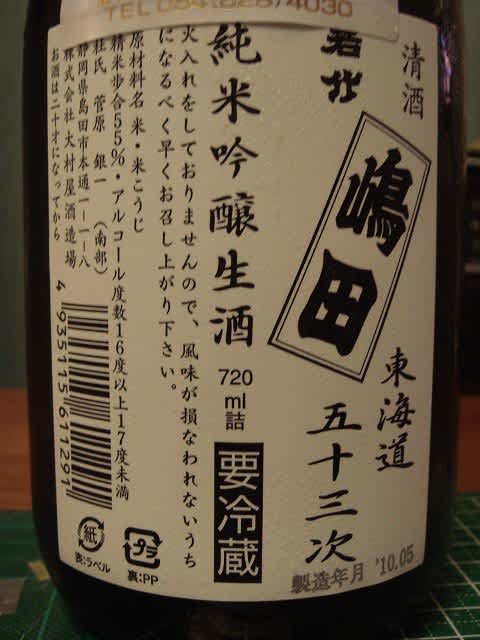 TEL 054(628)4030
清酒
若竹
嶋田
東海道
五十三次
製造年月 '10.05
純米吟醸生酒
720ml詰
要冷蔵
火入れをしておりませんので、風味が損なわれないうち
になるべく早くお召し上がり下さい。
原材料名 米・米こうじ
精米歩合55%・アルコール度数16度以上17度未満
杜氏 菅原 銀一 (南部)
静岡県島田市本通一ー一ー八
株式会社大村屋酒造場
お酒は二十才になってから
4 935115 611291
紙
表:ラベル
プラ
裏:PP